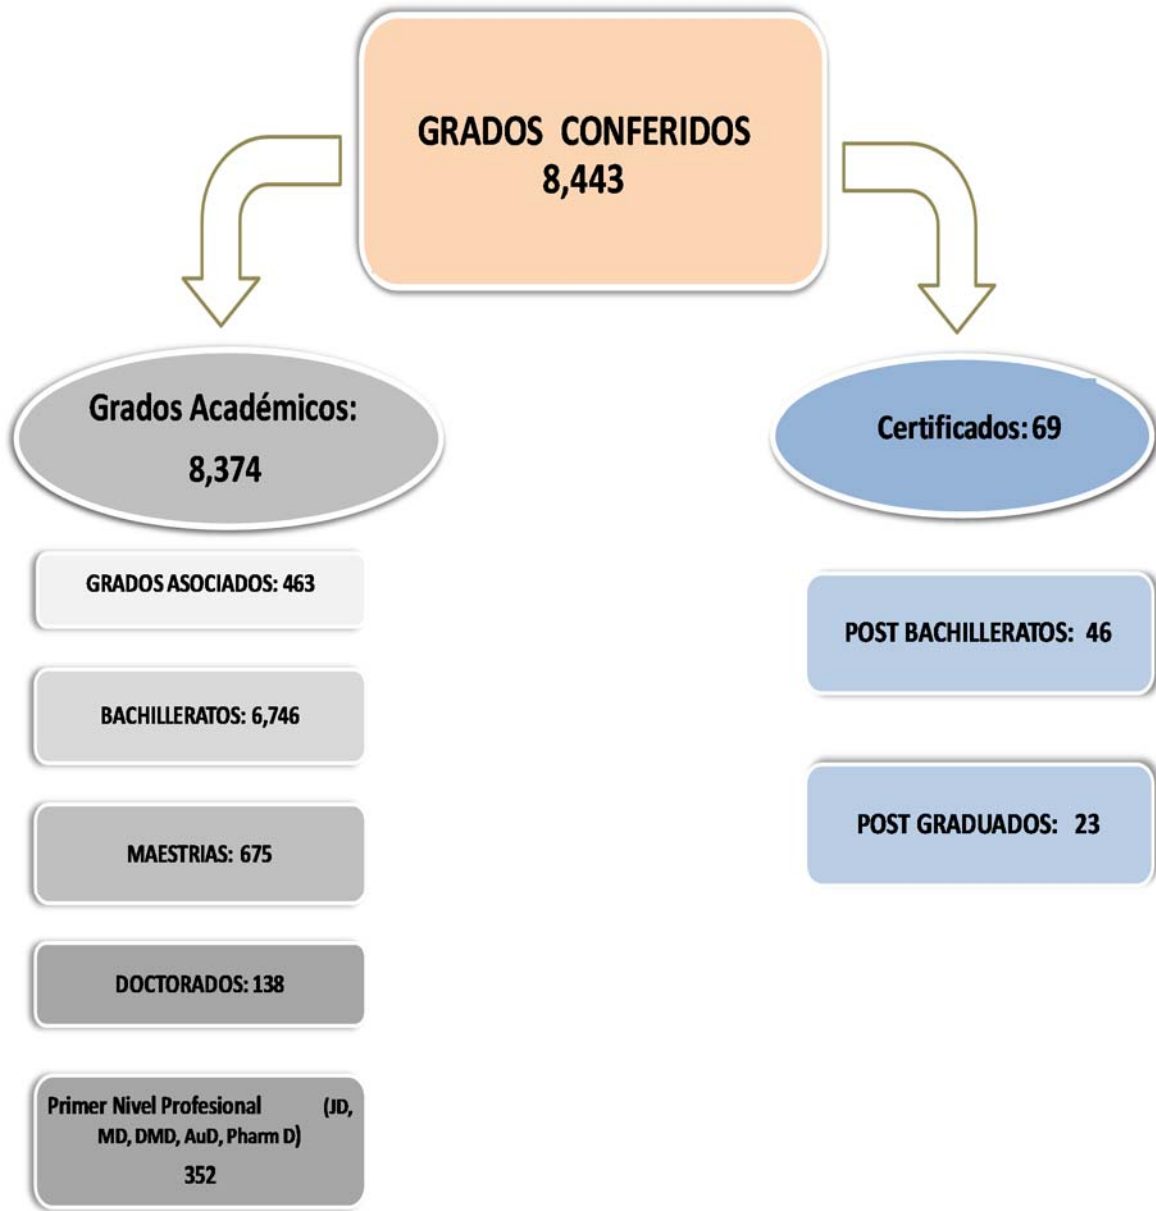 GRADOS CONFERIDOS
8,443
Grados Académicos:
8,374
GRADOS ASOCIADOS: 463
BACHILLERATOS: 6,746
MAESTRIAS: 675
DOCTORADOS: 138
Primer Nivel Profesional (JD,
MD, DMD, AuD, Pharm D)
352
Certificados: 69
POST BACHILLERATOS: 46
POST GRADUADOS: 23